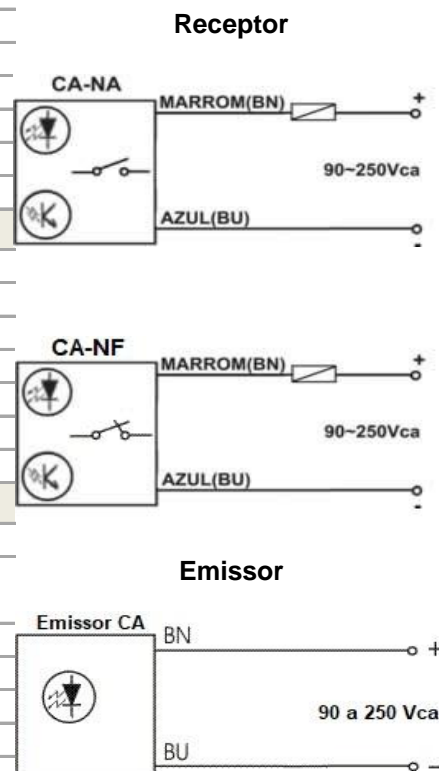 Receptor
CA-NA
MARROM(BN)
+
90~250Vca
AZUL(BU)
-
CA-NF
MARROM(BN)
+
90~250Vca
AZUL(BU)
-
Emissor
Emissor CA
BN
+
90 a 250 Vca
BU
-